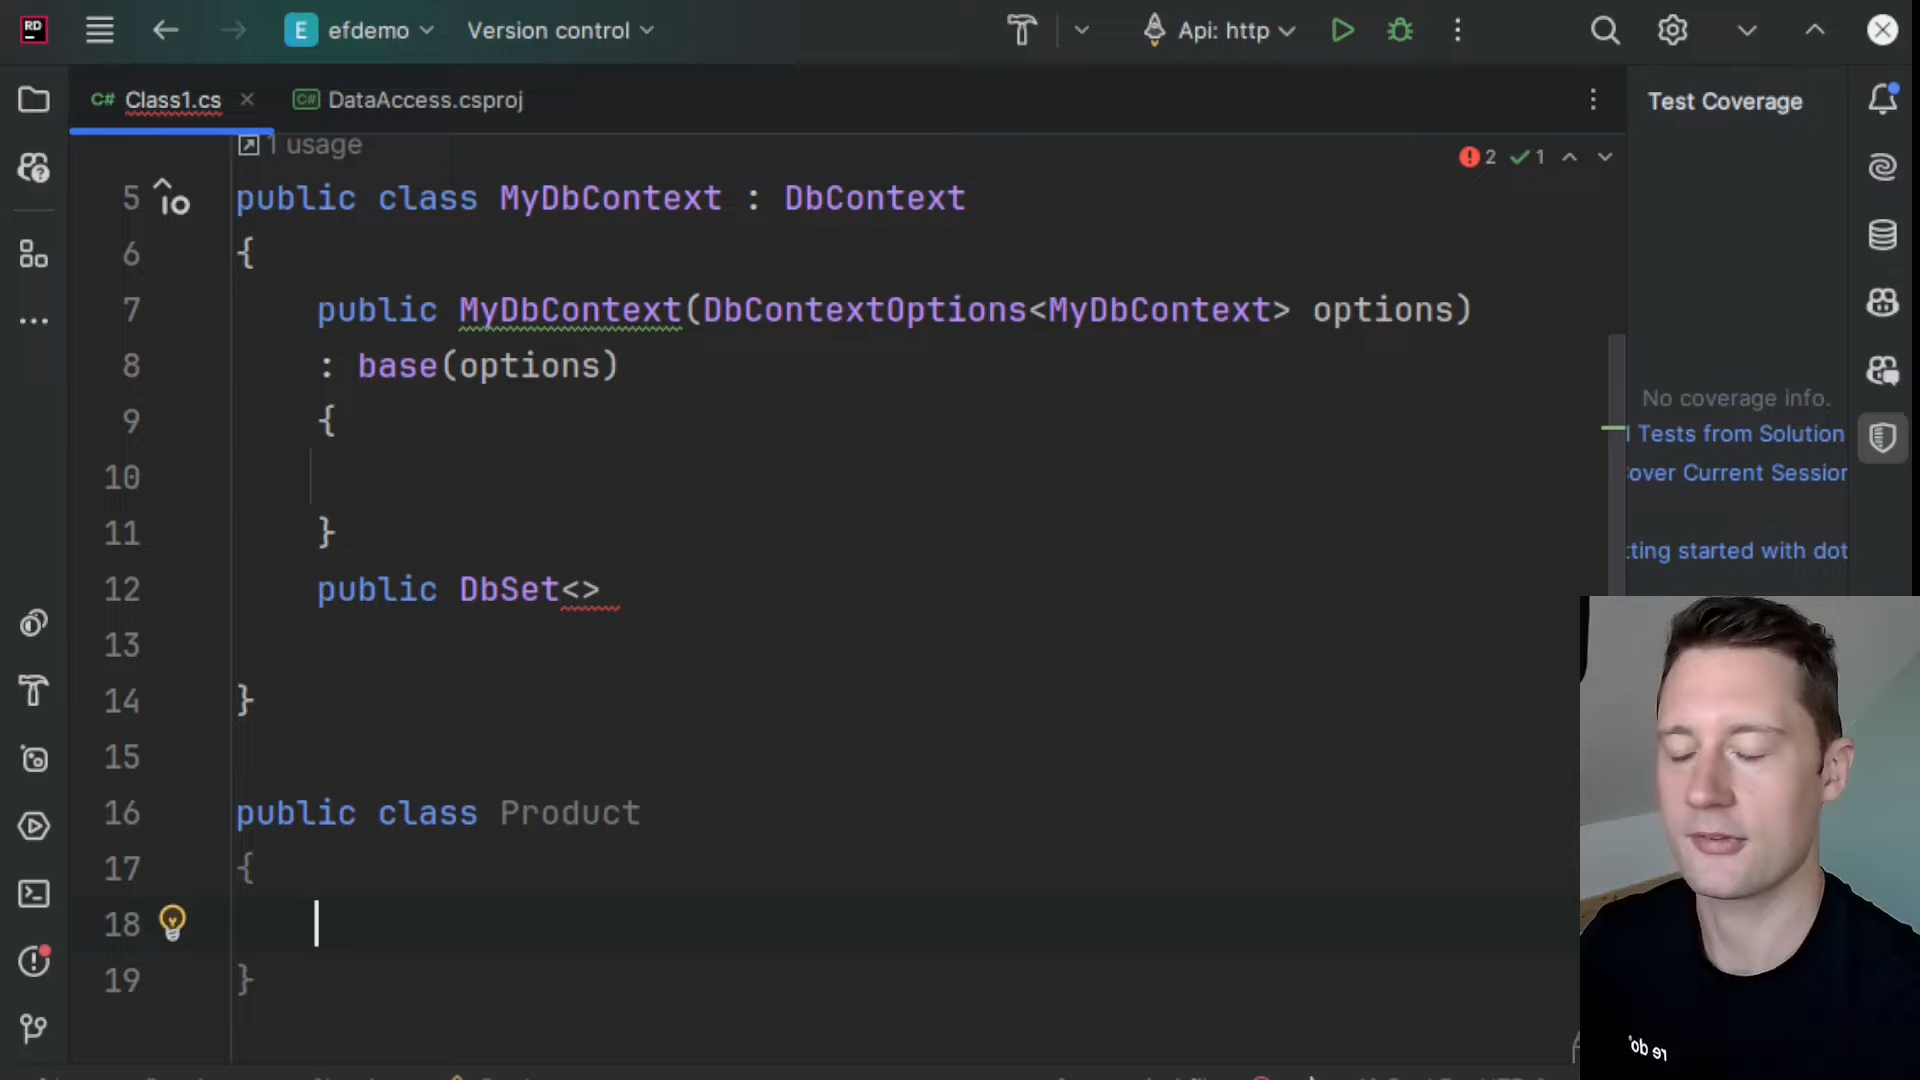 RD
E efdemo Version control Api: http
C# Class1.cs C# DataAccess.csproj
Test Coverage
1 usage
2 1
5 public class MyDbContext : DbContext
6 {
7 public MyDbContext(DbContextOptions<MyDbContext> options)
8 : base(options)
9 {
10
11 }
12 public DbSet<>
13
14 }
15
16 public class Product
17 {
18
19 }
No coverage info.
Tests from Solution
over Current Session
tting started with dot